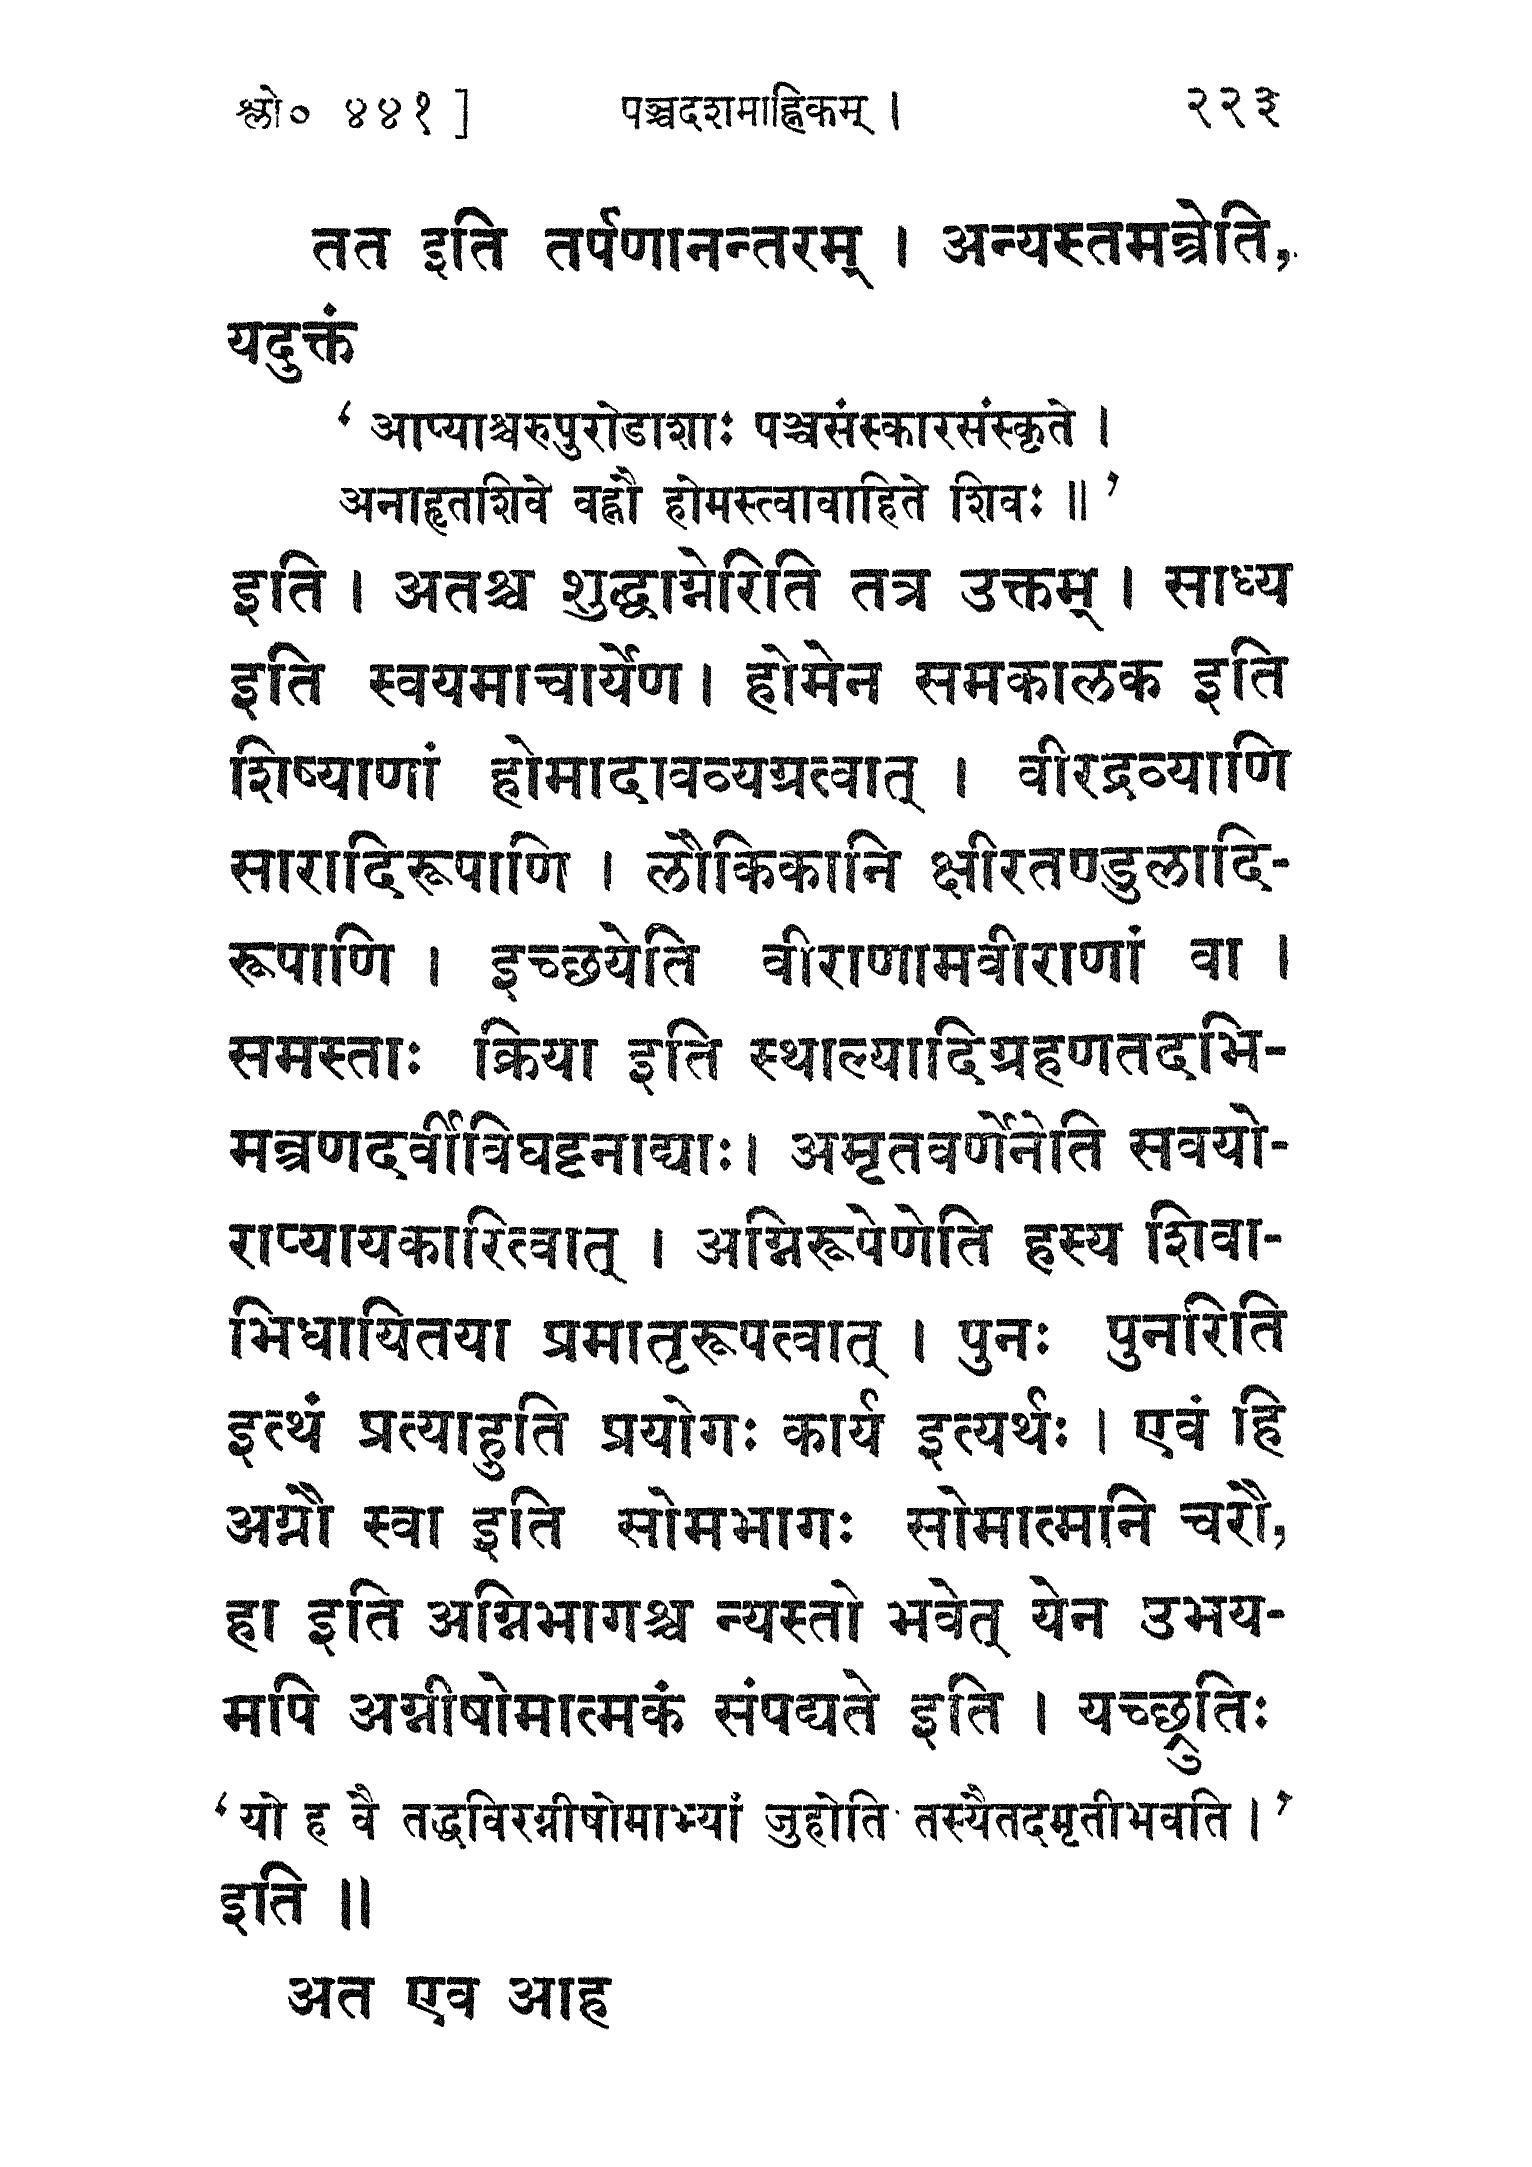 श्लो० ४४१ ] पञ्चदशमाह्निकम् । २२३
तत इति तर्पणानन्तरम् । अन्यस्तमन्त्रेति,
यदुक्तं
‘ आप्याश्चरुपुरोडाशाः पञ्चसंस्कारसंस्कृते ।
अनाहृतशिवे वह्नौ होमस्त्वावाहिते शिवः ॥ ’
इति । अतश्च शुद्धाग्नेरिति तत्र उक्तम् । साध्य
इति स्वयमाचार्येण । होमेन समकालक इति
शिष्याणां होमादावव्यग्रत्वात् । वीरद्रव्याणि
सारादिरूपाणि । लौकिकानि क्षीरतण्डुलादि-
रूपाणि । इच्छयेति वीराणामवीराणां वा ।
समस्ताः क्रिया इति स्थाल्यादिग्रहणतदभि-
मन्त्रणदर्वीविघट्टनाद्याः । अमृतवर्णेनेति सवयो-
राप्यायकारित्वात् । अग्निरूपेणेति हस्य शिवा-
भिधायितया प्रमातृरूपत्वात् । पुनः पुनरिति
इत्थं प्रत्याहुति प्रयोगः कार्य इत्यर्थः । एवं हि
अग्नौ स्वा इति सोमभागः सोमात्मनि चरौ,
हा इति अग्निभागश्च न्यस्तो भवेत् येन उभय-
मपि अग्नीषोमात्मकं संपद्यते इति । यच्छ्रुतिः
‘ यो ह वै तद्धविरग्नीषोमाभ्यां जुहोति तस्यैतदमृतीभवति । ’
इति ॥
अत एव आह